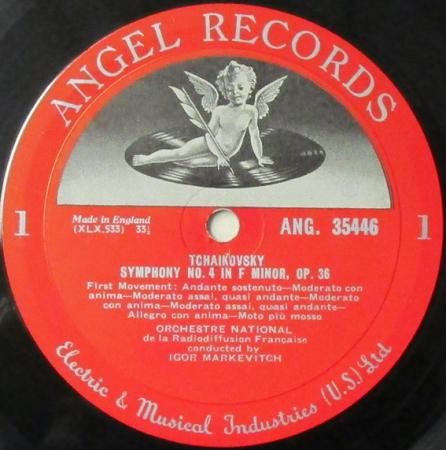 ANGEL RECORDS
Made in England
(XLX.533) 33⅓
ANG. 35446
1
1
TCHAIKOVSKY
SYMPHONY NO. 4 IN F MINOR, OP. 36
First Movement: Andante sostenuto—Moderato con
anima—Moderato assai, quasi andante—Moderato
con anima—Moderato assai, quasi andante—
Allegro con anima—Moto più mosso
ORCHESTRE NATIONAL
de la Radiodiffusion Française
conducted by
IGOR MARKEVITCH
Electric & Musical Industries (U.S.) Ltd